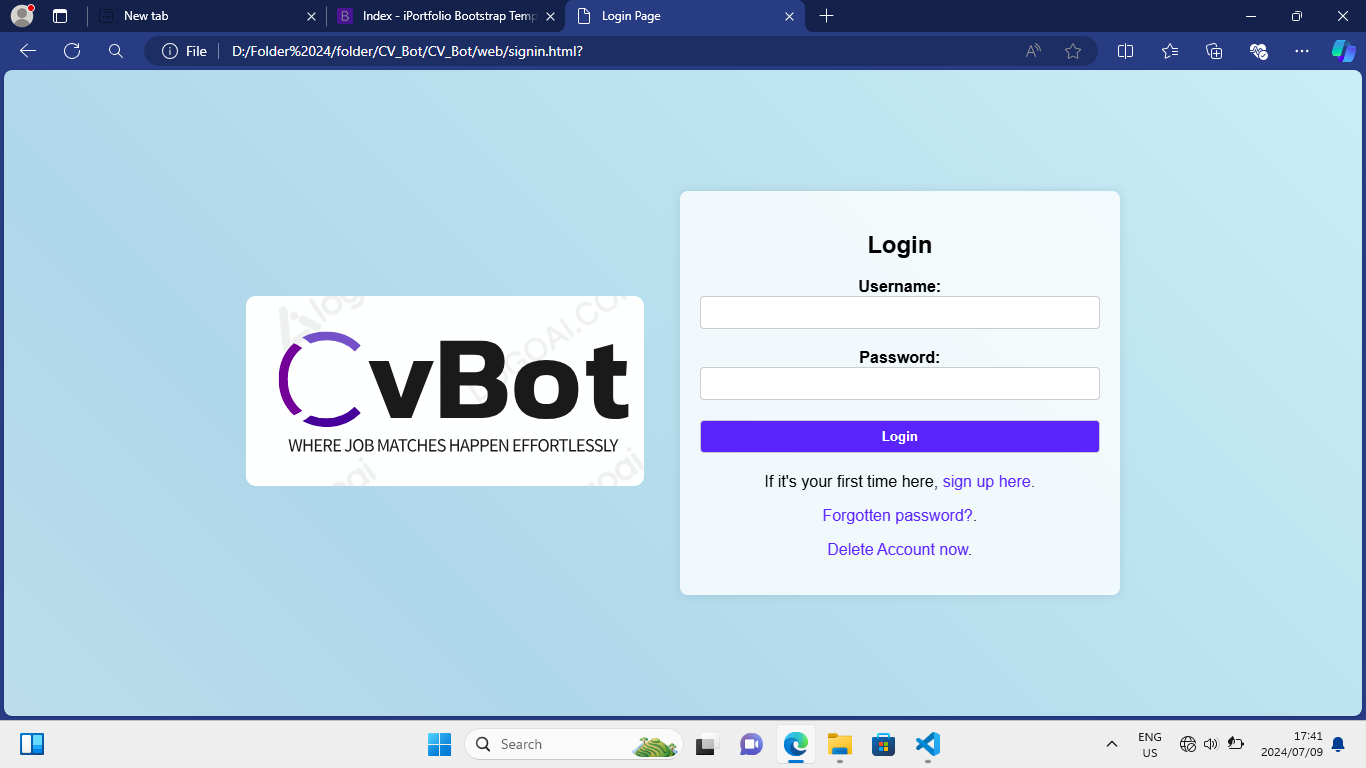 New tab
Index - iPortfolio Bootstrap Temp
Login Page
File
D:/Folder%2024/folder/CV_Bot/CV_Bot/web/signin.html?
Login
Username:
Password:
Login
If it's your first time here, sign up here.
Forgotten password?.
Delete Account now.
CvBot
WHERE JOB MATCHES HAPPEN EFFORTLESSLY
Search
ENG
US
17:41
2024/07/09